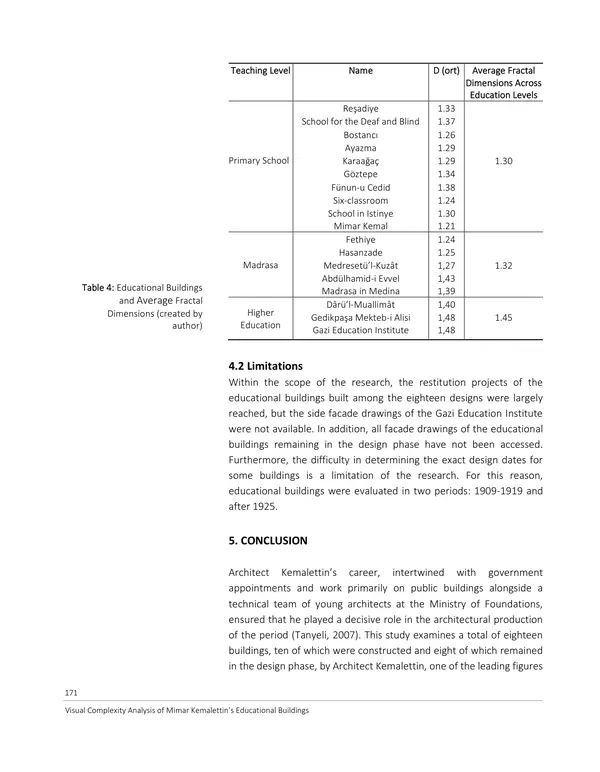 Teaching Level Name D (ort) Average Fractal
Dimensions Across
Education Levels
Primary School
Reşadiye 1.33
School for the Deaf and Blind 1.37
Bostancı 1.26
Ayazma 1.29
Karaağaç 1.29 1.30
Göztepe 1.34
Fünun-u Cedid 1.38
Six-classroom 1.24
School in Istinye 1.30
Mimar Kemal 1.21
Madrasa
Fethiye 1.24
Hasanzade 1.25
Medresetü’l-Kuzât 1,27 1.32
Abdülhamid-i Evvel 1,43
Madrasa in Medina 1,39
Higher
Education
Dârü’l-Muallimât 1,40
Gedikpaşa Mekteb-i Alisi 1,48 1.45
Gazi Education Institute 1,48
Table 4: Educational Buildings
and Average Fractal
Dimensions (created by
author)
4.2 Limitations
Within the scope of the research, the restitution projects of the
educational buildings built among the eighteen designs were largely
reached, but the side facade drawings of the Gazi Education Institute
were not available. In addition, all facade drawings of the educational
buildings remaining in the design phase have not been accessed.
Furthermore, the difficulty in determining the exact design dates for
some buildings is a limitation of the research. For this reason,
educational buildings were evaluated in two periods: 1909-1919 and
after 1925.
5. CONCLUSION
Architect Kemalettin’s career, intertwined with government
appointments and work primarily on public buildings alongside a
technical team of young architects at the Ministry of Foundations,
ensured that he played a decisive role in the architectural production
of the period (Tanyeli, 2007). This study examines a total of eighteen
buildings, ten of which were constructed and eight of which remained
in the design phase, by Architect Kemalettin, one of the leading figures
171
Visual Complexity Analysis of Mimar Kemalettin’s Educational Buildings